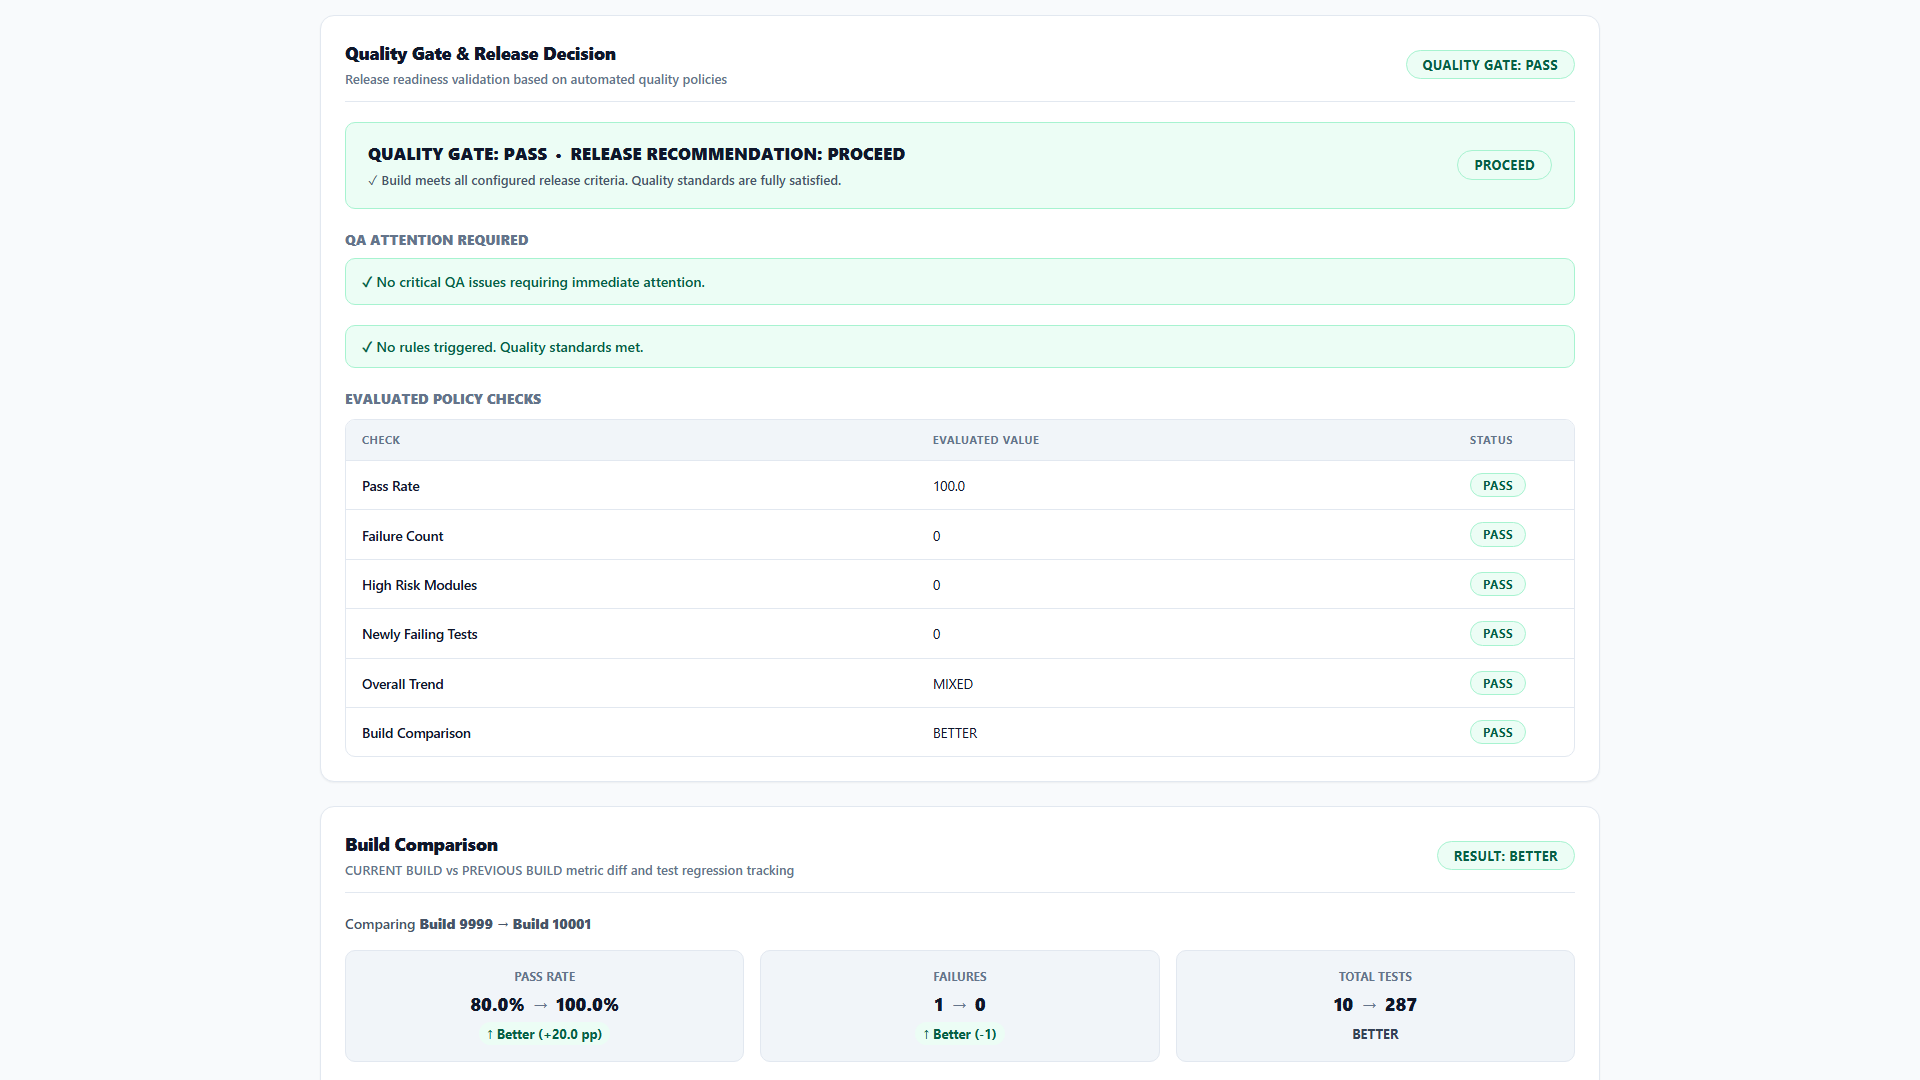 Quality Gate & Release Decision
Release readiness validation based on automated quality policies
QUALITY GATE: PASS
QUALITY GATE: PASS • RELEASE RECOMMENDATION: PROCEED
✓ Build meets all configured release criteria. Quality standards are fully satisfied.
PROCEED
QA ATTENTION REQUIRED
✓ No critical QA issues requiring immediate attention.
✓ No rules triggered. Quality standards met.
EVALUATED POLICY CHECKS
CHECK EVALUATED VALUE STATUS
Pass Rate 100.0 PASS
Failure Count 0 PASS
High Risk Modules 0 PASS
Newly Failing Tests 0 PASS
Overall Trend MIXED PASS
Build Comparison BETTER PASS
Build Comparison
CURRENT BUILD vs PREVIOUS BUILD metric diff and test regression tracking
RESULT: BETTER
Comparing Build 9999 → Build 10001
PASS RATE
80.0% → 100.0%
↑ Better (+20.0 pp)
FAILURES
1 → 0
↑ Better (-1)
TOTAL TESTS
10 → 287
BETTER